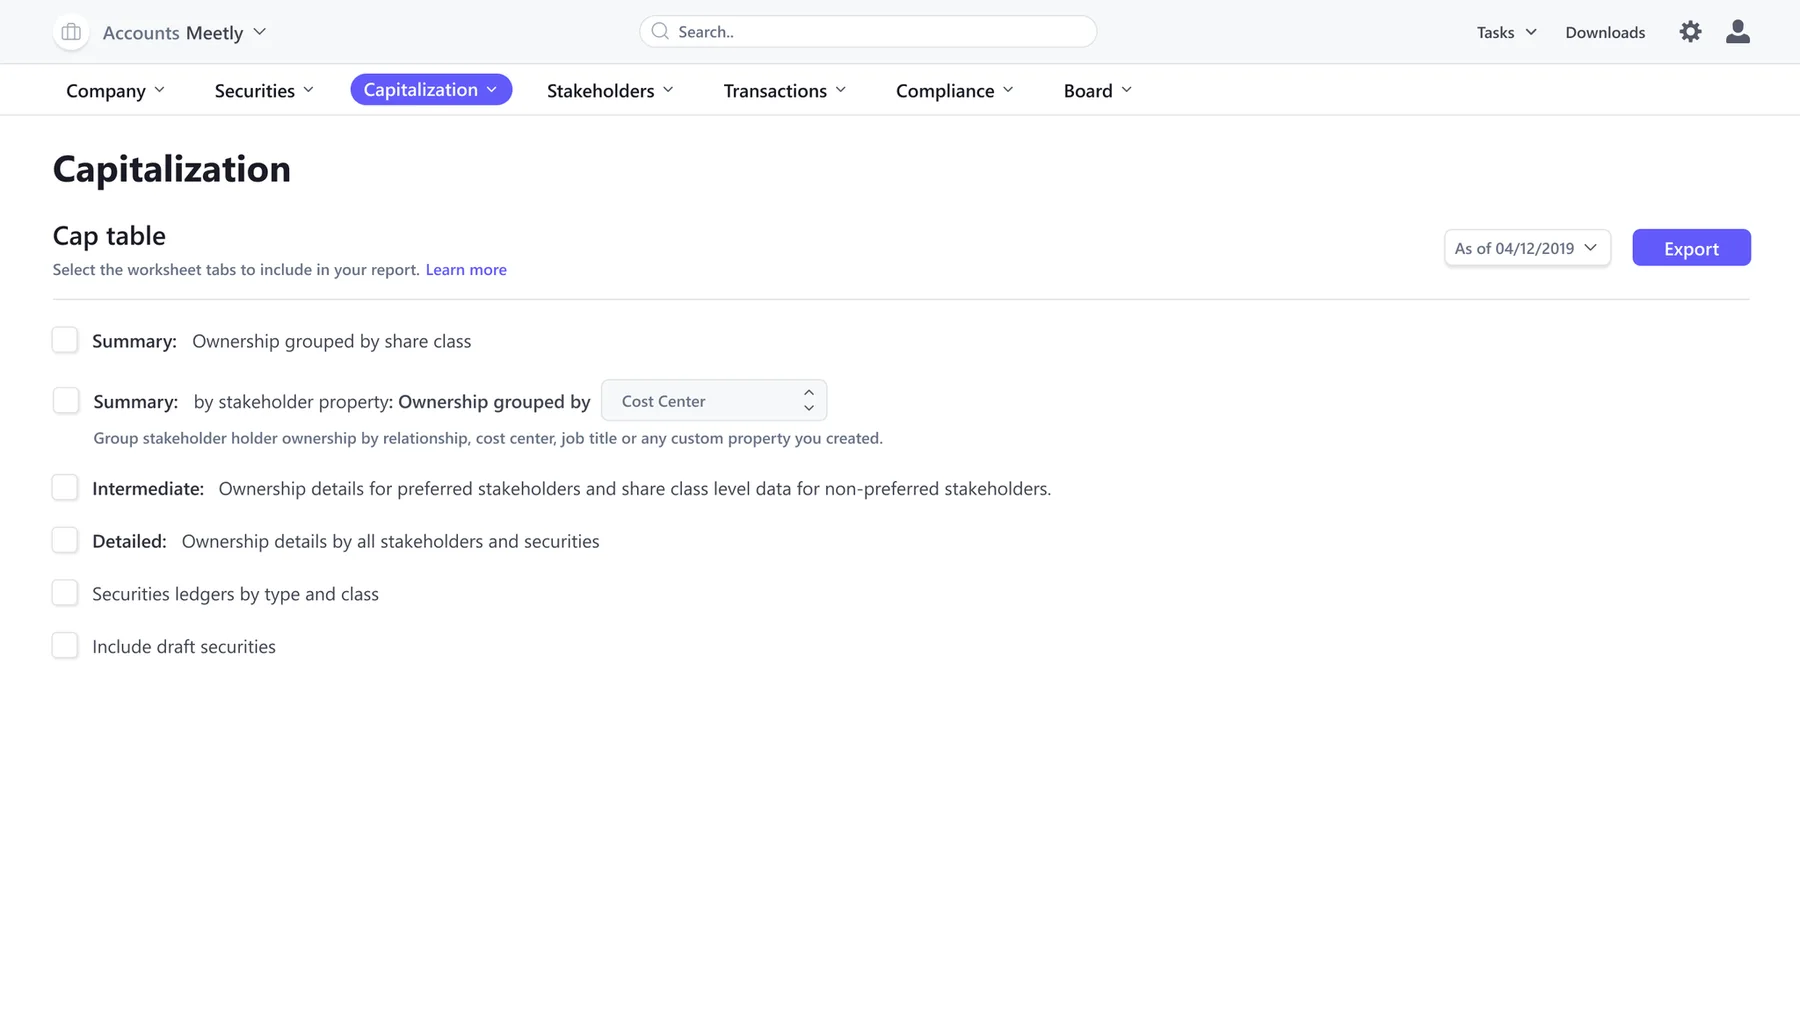 Accounts Meetly
Search..
Tasks
Downloads
Company
Securities
Capitalization
Stakeholders
Transactions
Compliance
Board
Capitalization
Cap table
Select the worksheet tabs to include in your report. Learn more
As of 04/12/2019
Export
Summary: Ownership grouped by share class
Summary: by stakeholder property: Ownership grouped by Cost Center
Group stakeholder holder ownership by relationship, cost center, job title or any custom property you created.
Intermediate: Ownership details for preferred stakeholders and share class level data for non-preferred stakeholders.
Detailed: Ownership details by all stakeholders and securities
Securities ledgers by type and class
Include draft securities